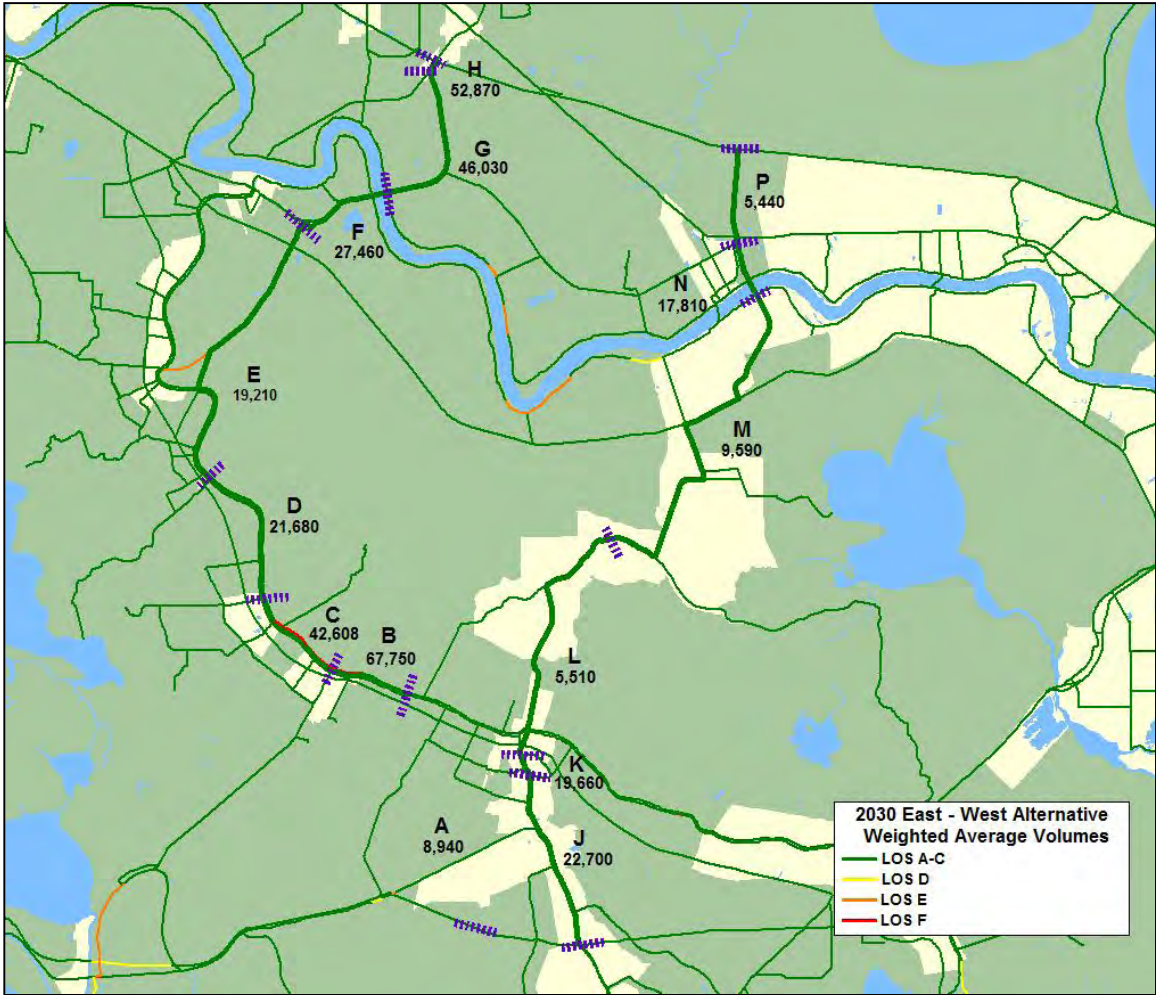 H
52,870
G
46,030
P
5,440
F
27,460
N
17,810
E
19,210
M
9,590
D
21,680
C
42,608
B
67,750
L
5,510
K
19,660
A
8,940
J
22,700
2030 East - West Alternative
Weighted Average Volumes
LOS A-C
LOS D
LOS E
LOS F